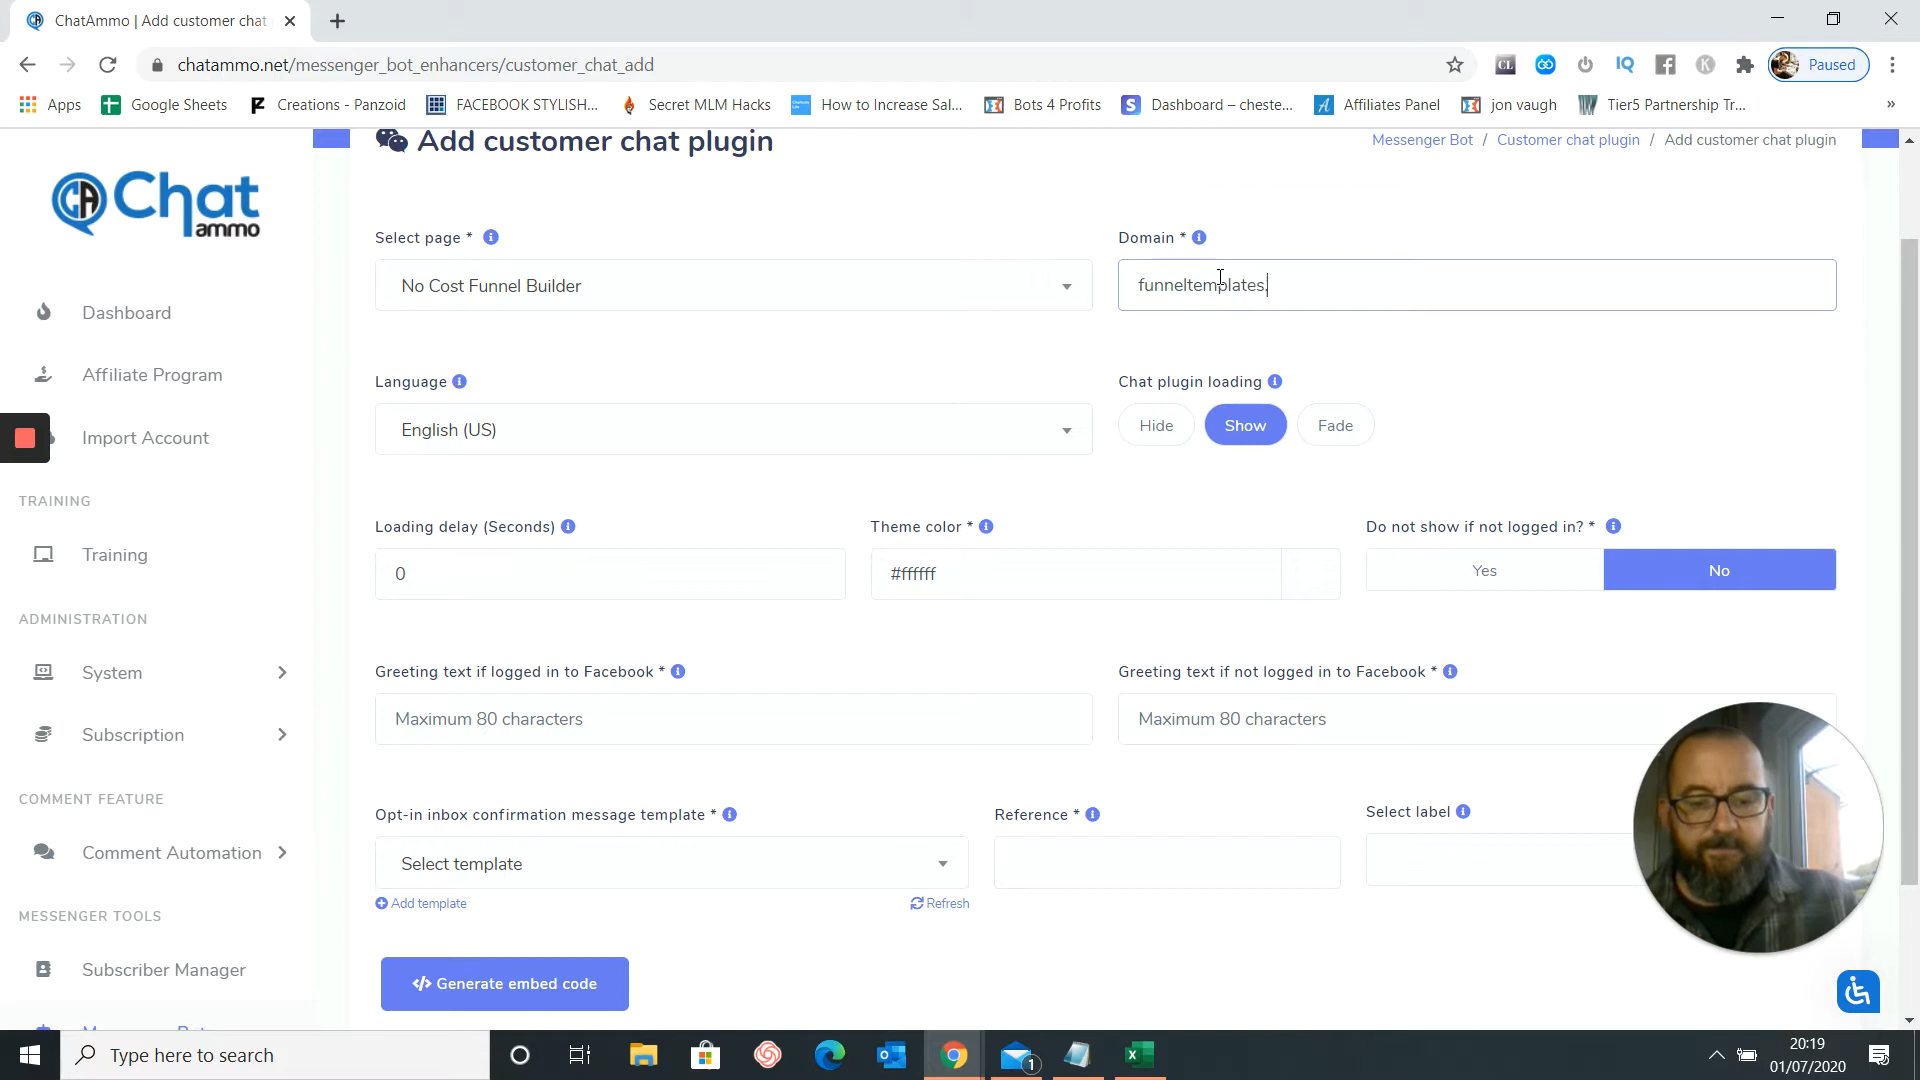 ChatAmmo | Add customer chat
chatammo.net/messenger_bot_enhancers/customer_chat_add
CL
IQ
K
Paused
Apps
Google Sheets
Creations - Panzoid
FACEBOOK STYLISH...
Secret MLM Hacks
How to Increase Sal...
Bots 4 Profits
Dashboard – cheste...
Affiliates Panel
jon vaugh
Tier5 Partnership Tr...
»
Chat
ammo
Add customer chat plugin
Messenger Bot / Customer chat plugin / Add customer chat plugin
Select page *
Domain *
No Cost Funnel Builder
funneltemplates.
Dashboard
Affiliate Program
Import Account
TRAINING
Training
ADMINISTRATION
System
Subscription
COMMENT FEATURE
Comment Automation
MESSENGER TOOLS
Subscriber Manager
Language
Chat plugin loading
English (US)
Hide
Show
Fade
Loading delay (Seconds)
Theme color *
Do not show if not logged in? *
0
#ffffff
Yes
No
Greeting text if logged in to Facebook *
Greeting text if not logged in to Facebook *
Maximum 80 characters
Maximum 80 characters
Opt-in inbox confirmation message template *
Reference *
Select label
Select template
Add template
Refresh
</> Generate embed code
Type here to search
1
20:19
01/07/2020